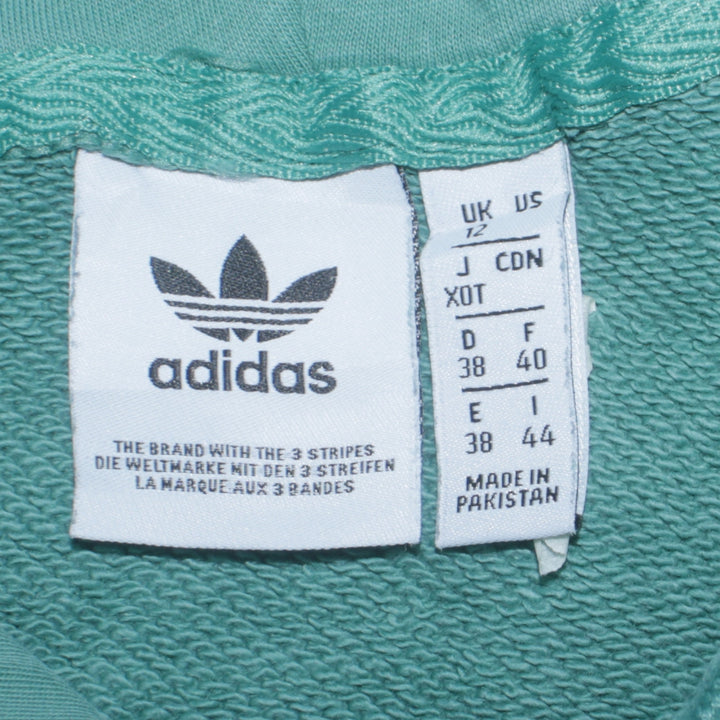 adidas
THE BRAND WITH THE 3 STRIPES
DIE WELTMARKE MIT DEN 3 STREIFEN
LA MARQUE AUX 3 BANDES
UK US
12
J CDN
XOT
D F
38 40
E I
38 44
MADE IN
PAKISTAN